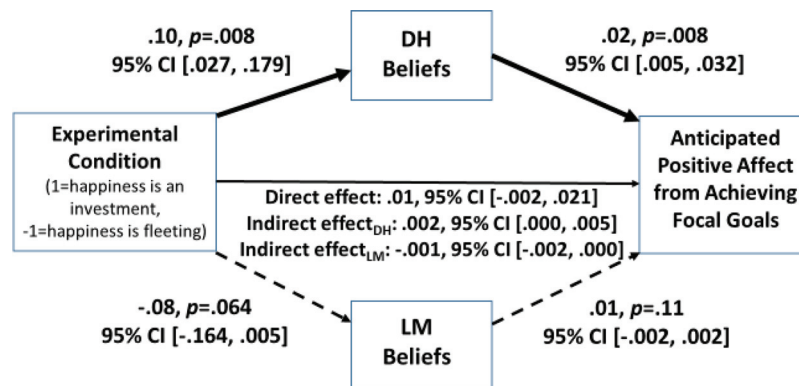 .10, p=.008
95% CI [.027, .179]
DH
Beliefs
.02, p=.008
95% CI [.005, .032]
Experimental
Condition
(1=happiness is an
investment,
-1=happiness is fleeting)
Direct effect: .01, 95% CI [-.002, .021]
Indirect effectDH: .002, 95% CI [.000, .005]
Indirect effectLM: -.001, 95% CI [-.002, .000]
Anticipated
Positive Affect
from Achieving
Focal Goals
-.08, p=.064
95% CI [-.164, .005]
LM
Beliefs
.01, p=.11
95% CI [-.002, .002]